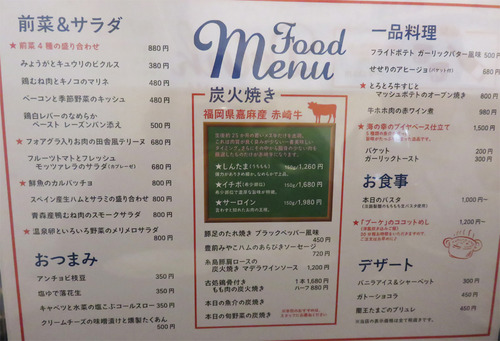 前菜&サラダ
★前菜4種の盛り合わせ 880円
みょうがとキュウリのピクルス 380円
鶏むね肉とキノコのマリネ 480円
ベーコンと季節野菜のキッシュ 480円
鶏白レバーのなめらか
ペースト レーズンパン添え 500円
★フォアグラ入りお肉の田舎風テリーヌ 680円
フルーツトマトとフレッシュ
モッツァレラのサラダ(カプレーゼ) 680円
★鮮魚のカルパッチョ 800円
スペイン産生ハムとサラミの盛り合わせ 800円
青森産鴨むね肉のスモークサラダ 800円
★温泉卵といろいろ野菜のメリメロサラダ 800円
おつまみ
アンチョビ枝豆 350円
塩ゆで落花生 350円
キャベツと水菜の塩こぶコールスロー 350円
クリームチーズの味噌漬けと燻製たくあん 500円
Food
Menu
炭火焼き
福岡県嘉麻産 赤崎牛
★しんたま(うちもも) 150g/1,260円
★イチボ(希少部位) 150g/1,680円
★サーロイン 150g/1,980円
豚足のたれ焼き ブラックペッパー風味 450円
豊前みやこハムのあらびきソーセージ 720円
糸島豚肩ロースの
炭火焼き マデラワインソース 1,200円
古処鶏骨付き
もも肉の炭火焼き 1本 1,680円
ハーフ 880円
本日の魚介の炭焼き
本日の旬野菜の炭焼き
一品料理
フライドポテト ガーリックバター風味 500円
せせりのアヒージョ(バケット付)
★とろとろ牛すじと
マッシュポテトのオーブン焼き 800円
牛ホホ肉の赤ワイン煮 980円
★海の幸のブイヤベース仕立て 1,500円
バケット 200円
ガーリックトースト 300円
お食事
本日のパスタ 1,000円〜
★「ブーケ」のココットめし 1,200円〜
デザート
バニラアイス&シャーベット 300円
ガトーショコラ 450円
蘭王たまごのブリュレ 450円